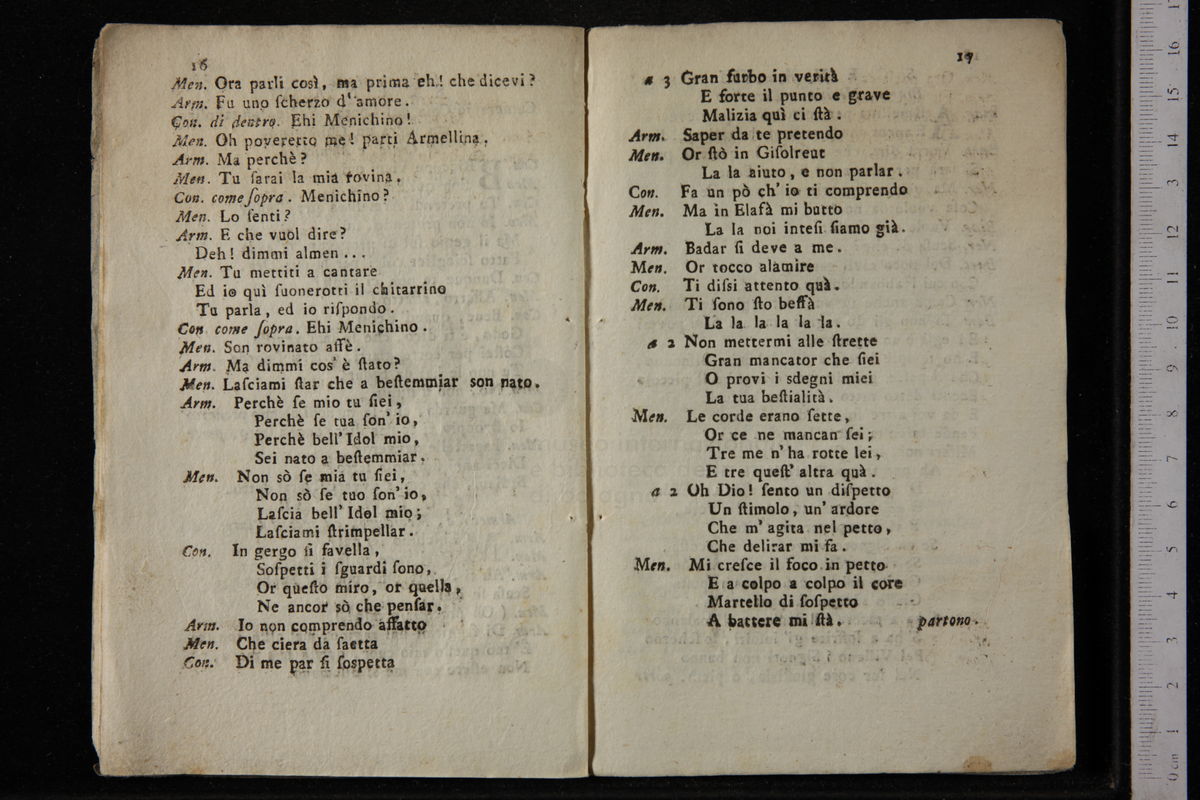 16
Men. Ora parli così, ma prima eh! che dicevi?
Arm. Fu uno ſcherzo d' amore.
Con. di dentro. Ehi Menichino!
Men. Oh poveretto me! parti Armellina.
Arm. Ma perchè?
Men. Tu ſarai la mia rovina.
Con. come ſopra. Menichino?
Men. Lo ſenti?
Arm. E che vuol dire?
Deh! dimmi almen . . .
Men. Tu mettiti a cantare
Ed io quì ſuonerotti il chitarrino
Tu parla, ed io riſpondo.
Con come ſopra. Ehi Menichino.
Men. Son rovinato affè.
Arm. Ma dimmi cos' è ſtato?
Men. Laſciami ſtar che a beſtemmiar son nato.
Arm. Perchè ſe mio tu ſiei,
Perchè ſe tua ſon' io,
Perchè bell' Idol mio,
Sei nato a beſtemmiar.
Men. Non sò ſe mia tu ſiei,
Non sò ſe tuo ſon' io,
Laſcia bell' Idol mio;
Laſciami ſtrimpellar.
Con. In gergo ſi favella,
Soſpetti i ſguardi ſono,
Or queſto miro, or quella,
Ne ancor sò che penſar.
Arm. Io non comprendo affatto
Men. Che ciera da ſaetta
Con. Di me par ſi ſoſpetta
17
a 3 Gran furbo in verità
E forte il punto e grave
Malizia quì ci ſtà.
Arm. Saper da te pretendo
Men. Or ſtò in Giſolreut
La la aiuto, e non parlar.
Con. Fa un pò ch' io ti comprendo
Men. Ma in Elafà mi butto
La la noi inteſi ſiamo già.
Arm. Badar ſi deve a me.
Men. Or tocco alamire
Con. Ti diſsi attento quà.
Men. Ti ſono ſto beffà
La la la la la la.
a 2 Non mettermi alle ſtrette
Gran mancator che ſiei
O provi i sdegni miei
La tua beſtialità.
Men. Le corde erano ſette,
Or ce ne mancan ſei;
Tre me n' ha rotte lei,
E tre queſt' altra quà.
a 2 Oh Dio! ſento un diſpetto
Un ſtimolo, un' ardore
Che m' agita nel petto,
Che delirar mi fa.
Men. Mi creſce il foco in petto
E a colpo a colpo il core
Martello di ſoſpetto
A battere mi ſtà. partono.